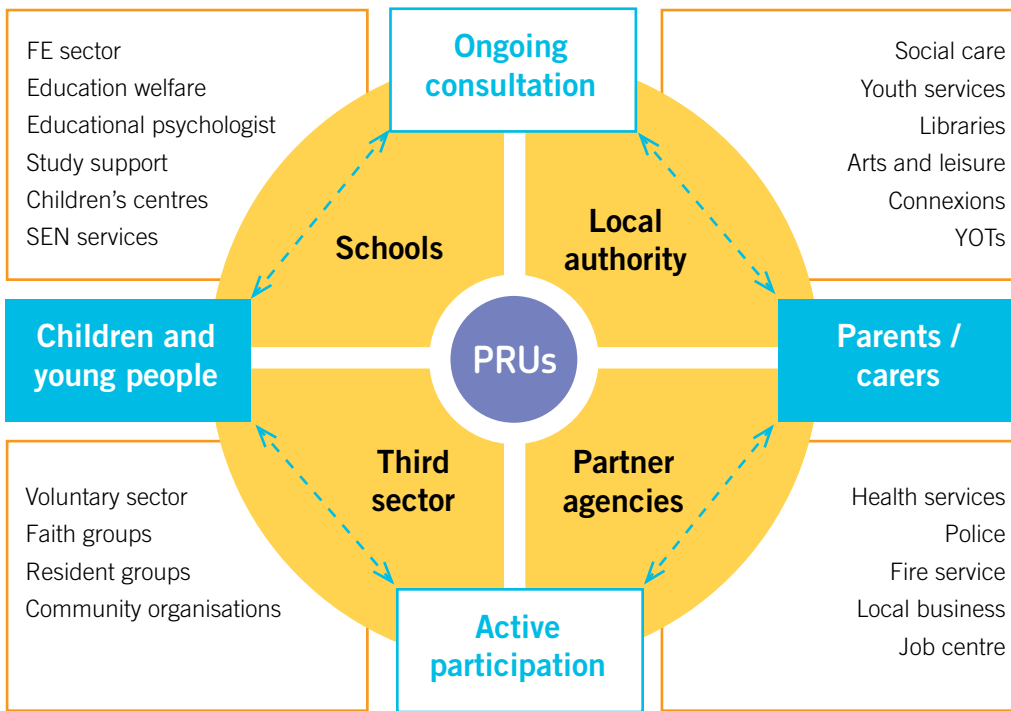 FE sector
Education welfare
Educational psychologist
Study support
Children’s centres
SEN services
Ongoing
consultation
Social care
Youth services
Libraries
Arts and leisure
Connexions
YOTs
Schools
Local
authority
Children and
young people
PRUs
Parents /
carers
Third
sector
Partner
agencies
Voluntary sector
Faith groups
Resident groups
Community organisations
Active
participation
Health services
Police
Fire service
Local business
Job centre